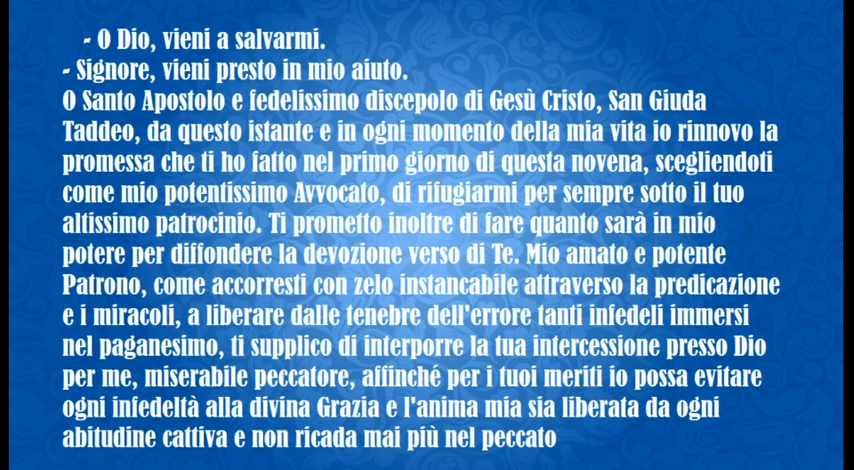 - O Dio, vieni a salvarmi.
- Signore, vieni presto in mio aiuto.
O Santo Apostolo e fedelissimo discepolo di Gesù Cristo, San Giuda
Taddeo, da questo istante e in ogni momento della mia vita io rinnovo la
promessa che ti ho fatto nel primo giorno di questa novena, scegliendoti
come mio potentissimo Avvocato, di rifugiarmi per sempre sotto il tuo
altissimo patrocinio. Ti prometto inoltre di fare quanto sarà in mio
potere per diffondere la devozione verso di Te. Mio amato e potente
Patrono, come accorresti con zelo instancabile attraverso la predicazione
e i miracoli, a liberare dalle tenebre dell'errore tanti infedeli immersi
nel paganesimo, ti supplico di interporre la tua intercessione presso Dio
per me, miserabile peccatore, affinché per i tuoi meriti io possa evitare
ogni infedeltà alla divina Grazia e l'anima mia sia liberata da ogni
abitudine cattiva e non ricada mai più nel peccato